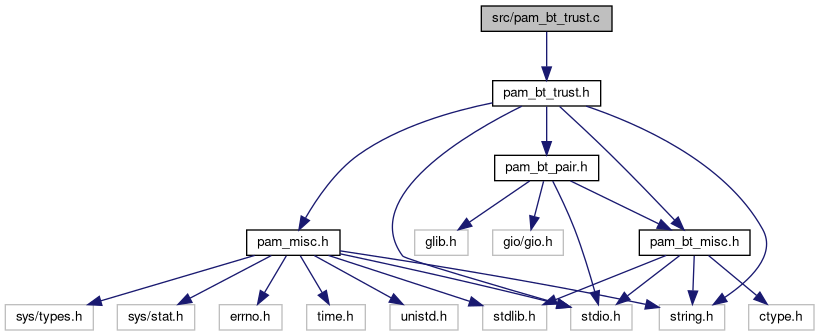 src/pam_bt_trust.c
pam_bt_trust.h
pam_bt_pair.h
pam_misc.h
glib.h
gio/gio.h
pam_bt_misc.h
sys/types.h
sys/stat.h
errno.h
time.h
unistd.h
stdlib.h
stdio.h
string.h
ctype.h